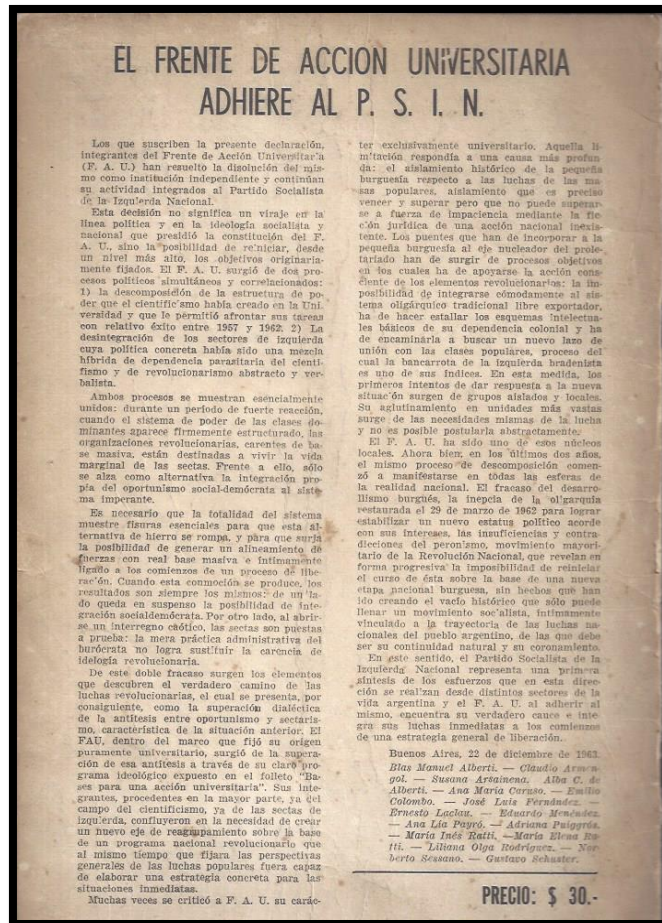 EL FRENTE DE ACCION UNIVERSITARIA
ADHIERE AL P. S. I. N.
Los que suscriben la presente declaración,
integrantes del Frente de Acción Universitaria
(F. A. U.) han resuelto la disolución del mis-
mo como institución independiente y continúan
su actividad integrados al Partido Socialista
de la Izquierda Nacional.
Esta decisión no significa un viraje en la
línea política y en la ideología socialista y
nacional que presidió la constitución del F.
A. U., sino la posibilidad de reiniciar, desde
un nivel más alto, los objetivos originaria-
mente fijados. El F. A. U. surgió de dos pro-
cesos políticos simultáneos y correlacionados:
1) la descomposición de la estructura de po-
der que el cientificismo había creado en la Uni-
versidad y que le permitió afrontar sus tareas
con relativo éxito entre 1957 y 1962. 2) La
desintegración de los sectores de izquierda
cuya política concreta había sido una mezcla
híbrida de dependencia parasitaria del cienti-
fismo y de revolucionarismo abstracto y ver-
balista.
Ambos procesos se muestran esencialmente
unidos: durante un período de fuerte reacción,
cuando el sistema de poder de las clases do-
minantes aparece firmemente estructurado, las
organizaciones revolucionarias, carentes de ba-
se masiva, están destinadas a vivir la vida
marginal de las sectas. Frente a ello, sólo
se alza como alternativa la integración pro-
pia del oportunismo social-demócrata al siste-
ma imperante.
Es necesario que la totalidad del sistema
muestre fisuras esenciales para que esta al-
ternativa de hierro se rompa, y para que surja
la posibilidad de generar un alineamiento de
fuerzas con real base masiva e íntimamente
ligado a los comienzos de un proceso de libe-
ración. Cuando esta conmoción se produce, los
resultados son siempre los mismos: de un la-
do queda en suspenso la posibilidad de inte-
gración socialdemócrata. Por otro lado, al abrir-
se un interregno caótico, las sectas son puestas
a prueba: la mera práctica administrativa del
burócrata no logra sustituir la carencia de
idelogía revolucionaria.
De este doble fracaso surgen los elementos
que descubren el verdadero camino de las
luchas revolucionarias, el cual se presenta, por
consiguiente, como la superación dialéctica
de la antítesis entre oportunismo y sectaris-
mo, característica de la situación anterior. El
FAU, dentro del marco que fijó su origen
puramente universitario, surgió de la supera-
ción de esa antítesis a través de su claro pro-
grama ideológico expuesto en el folleto "Ba-
ses para una acción universitaria". Sus inte-
grantes, procedentes en la mayor parte, ya del
campo del cientificismo, ya de las sectas de
izquierda, confluyeron en la necesidad de crear
un nuevo eje de reagrupamiento sobre la base
de un programa nacional revolucionario que
al mismo tiempo que fijara las perspectivas
generales de las luchas populares fuera capaz
de elaborar una estrategia concreta para las
situaciones inmediatas.
Muchas veces se criticó a F. A. U. su carác-
ter exclusivamente universitario. Aquella li-
mitación respondía a una causa más profun-
da: el aislamiento histórico de la pequeña
burguesía respecto a las luchas de las ma-
sas populares, aislamiento que es preciso
vencer y superar pero que no puede superar-
se a fuerza de impaciencia mediante la fic-
ción jurídica de una acción nacional inexis-
tente. Los puentes que han de incorporar a la
pequeña burguesía al eje nucleador del prole-
tariado han de surgir de procesos objetivos
en los cuales ha de apoyarse la acción cons-
ciente de los elementos revolucionarios: la im-
posibilidad de integrarse cómodamente al sis-
tema oligárquico tradicional libre exportador,
ha de hacer estallar los esquemas intelectua-
les básicos de su dependencia colonial y ha
de encaminarla a buscar un nuevo lazo de
unión con las clases populares, proceso del
cual la bancarrota de la izquierda bradenista
es uno de sus índices. En esta medida, los
primeros intentos de dar respuesta a la nueva
situación surgen de grupos aislados y locales.
Su aglutinamiento en unidades más vastas
surge de las necesidades mismas de la lucha
y no es posible postularla abstractamente.
El F. A. U. ha sido uno de esos núcleos
locales. Ahora bien; en los últimos dos años,
el mismo proceso de descomposición comen-
zó a manifestarse en todas las esferas de
la realidad nacional. El fracaso del desarro-
llismo burgués, la inepcia de la oligarquía
restaurada el 29 de marzo de 1962 para lograr
estabilizar un nuevo estatus político acorde
con sus intereses, las insuficiencias y contra-
dicciones del peronismo, movimiento mayori-
tario de la Revolución Nacional, que revelan en
forma progresiva la imposibilidad de reiniciar
el curso de ésta sobre la base de una nueva
etapa nacional burguesa, sin hechos que han
ido creando el vacío histórico que sólo puede
llenar un movimiento socialista, íntimamente
vinculado a la trayectoria de las luchas na-
cionales del pueblo argentino, de las que debe
ser su continuidad natural y su coronamiento.
En este sentido, el Partido Socialista de la
Izquierda Nacional representa una primera
síntesis de los esfuerzos que en esta direc-
ción se realizan desde distintos sectores de la
vida argentina y el F. A. U. al adherir al
mismo, encuentra su verdadero cauce e inte-
gra sus luchas inmediatas a los comienzos
de una estrategia general de liberación.
Buenos Aires, 22 de diciembre de 1963.
Blas Manuel Alberti. — Claudio Armen-
gol. — Susana Arsainena. Alba C. de
Alberti. — Ana María Caruso. — Emilio
Colombo. — José Luis Fernández. —
Ernesto Laclau. — Eduardo Menéndez.
— Ana Lía Payró. — Adriana Puiggrós.
— María Inés Ratti. —María Elena Ra-
tti. — Liliana Olga Rodríguez. — Nor-
berto Sessano. — Gustavo Schuster.
PRECIO: $ 30.-